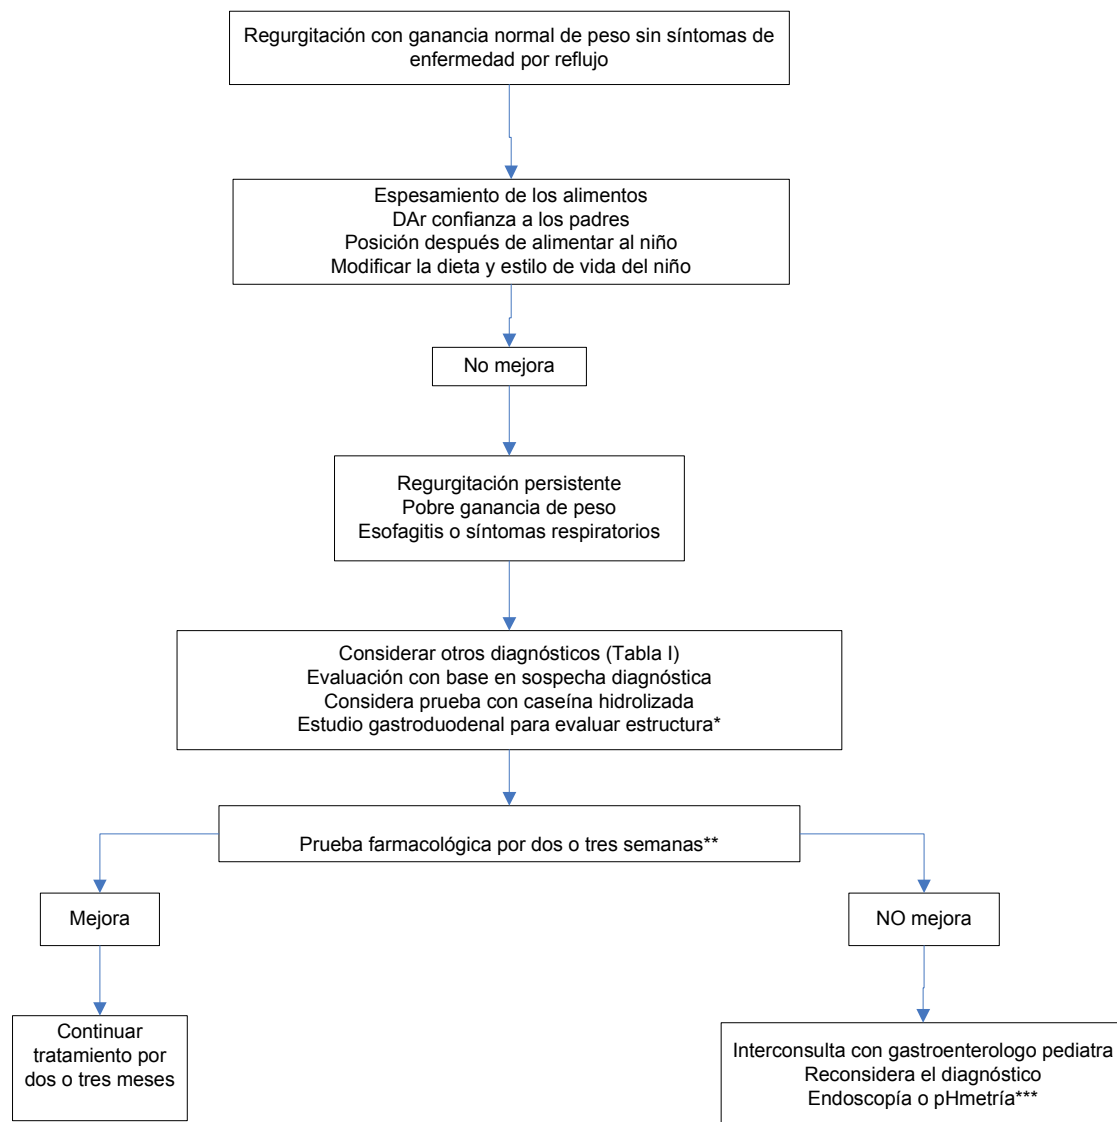 Regurgitación con ganancia normal de peso sin síntomas de
enfermedad por reflujo
Espesamiento de los alimentos
DAr confianza a los padres
Posición después de alimentar al niño
Modificar la dieta y estilo de vida del niño
No mejora
Regurgitación persistente
Pobre ganancia de peso
Esofagitis o síntomas respiratorios
Considerar otros diagnósticos (Tabla I)
Evaluación con base en sospecha diagnóstica
Considera prueba con caseína hidrolizada
Estudio gastroduodenal para evaluar estructura*
Prueba farmacológica por dos o tres semanas**
Mejora
NO mejora
Continuar
tratamiento por
dos o tres meses
Interconsulta con gastroenterologo pediatra
Reconsidera el diagnóstico
Endoscopía o pHmetría***